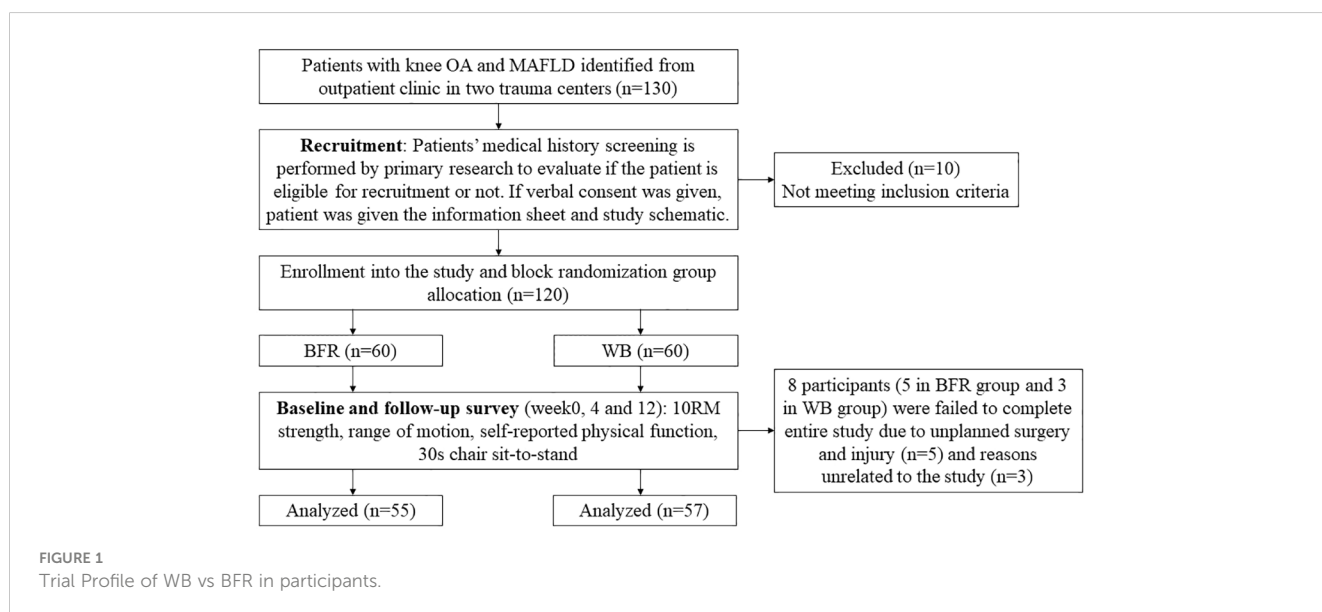 Patients with knee OA and MAFLD identified from
outpatient clinic in two trauma centers (n=130)
Recruitment: Patients' medical history screening is
performed by primary research to evaluate if the patient is
eligible for recruitment or not. If verbal consent was given,
patient was given the information sheet and study schematic.
Excluded (n=10)
Not meeting inclusion criteria
Enrollment into the study and block randomization group
allocation (n=120)
BFR (n=60)
WB (n=60)
Baseline and follow-up survey (week0, 4 and 12): 10RM
strength, range of motion, self-reported physical function,
30s chair sit-to-stand
8 participants (5 in BFR group and 3
in WB group) were failed to complete
entire study due to unplanned surgery
and injury (n=5) and reasons
unrelated to the study (n=3)
Analyzed (n=55)
Analyzed (n=57)
FIGURE 1
Trial Profile of WB vs BFR in participants.